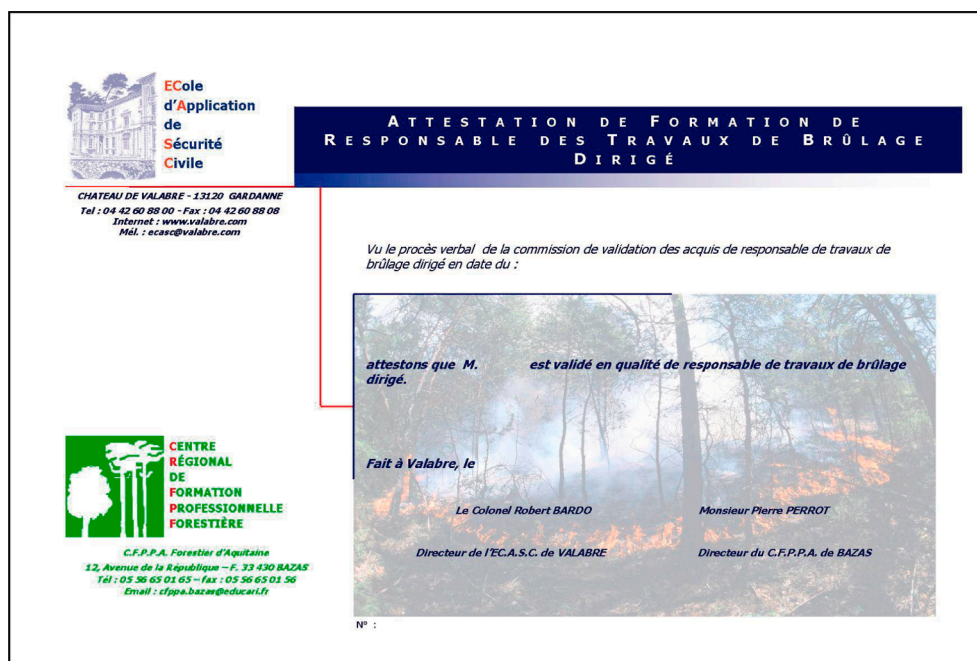 ECole
d'Application
de
Sécurité
Civile
CHATEAU DE VALABRE - 13120 GARDANNE
Tel : 04 42 60 88 00 - Fax : 04 42 60 88 08
Internet : www.valabre.com
Mél. : ecasc@valabre.com
ATTESTATION DE FORMATION DE
RESPONSABLE DES TRAVAUX DE BRÛLAGE
DIRIGÉ
Vu le procès verbal de la commission de validation des acquis de responsable de travaux de
brûlage dirigé en date du :
attestons que M. est validé en qualité de responsable de travaux de brûlage
dirigé.
Fait à Valabre, le
Le Colonel Robert BARDO Monsieur Pierre PERROT
Directeur de l'EC.A.S.C. de VALABRE Directeur du C.F.P.P.A. de BAZAS
N° :
CENTRE
RÉGIONAL
DE
FORMATION
PROFESSIONNELLE
FORESTIÈRE
C.F.P.P.A. Forestier d'Aquitaine
12, Avenue de la République – F. 33 430 BAZAS
Tél : 05 56 65 01 65 – fax : 05 56 65 01 56
Email : cfppa.bazas@educari.fr